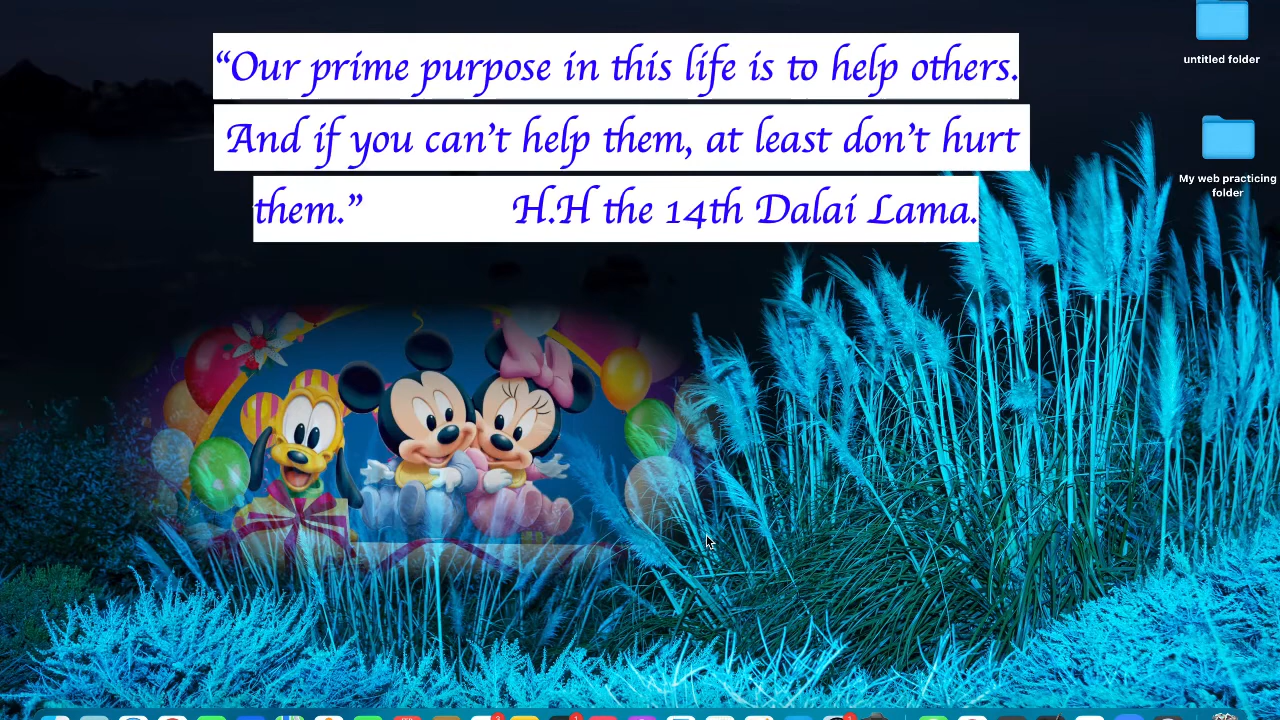 “Our prime purpose in this life is to help others.
And if you can’t help them, at least don’t hurt
them.” H.H the 14th Dalai Lama.
untitled folder
My web practicing
folder